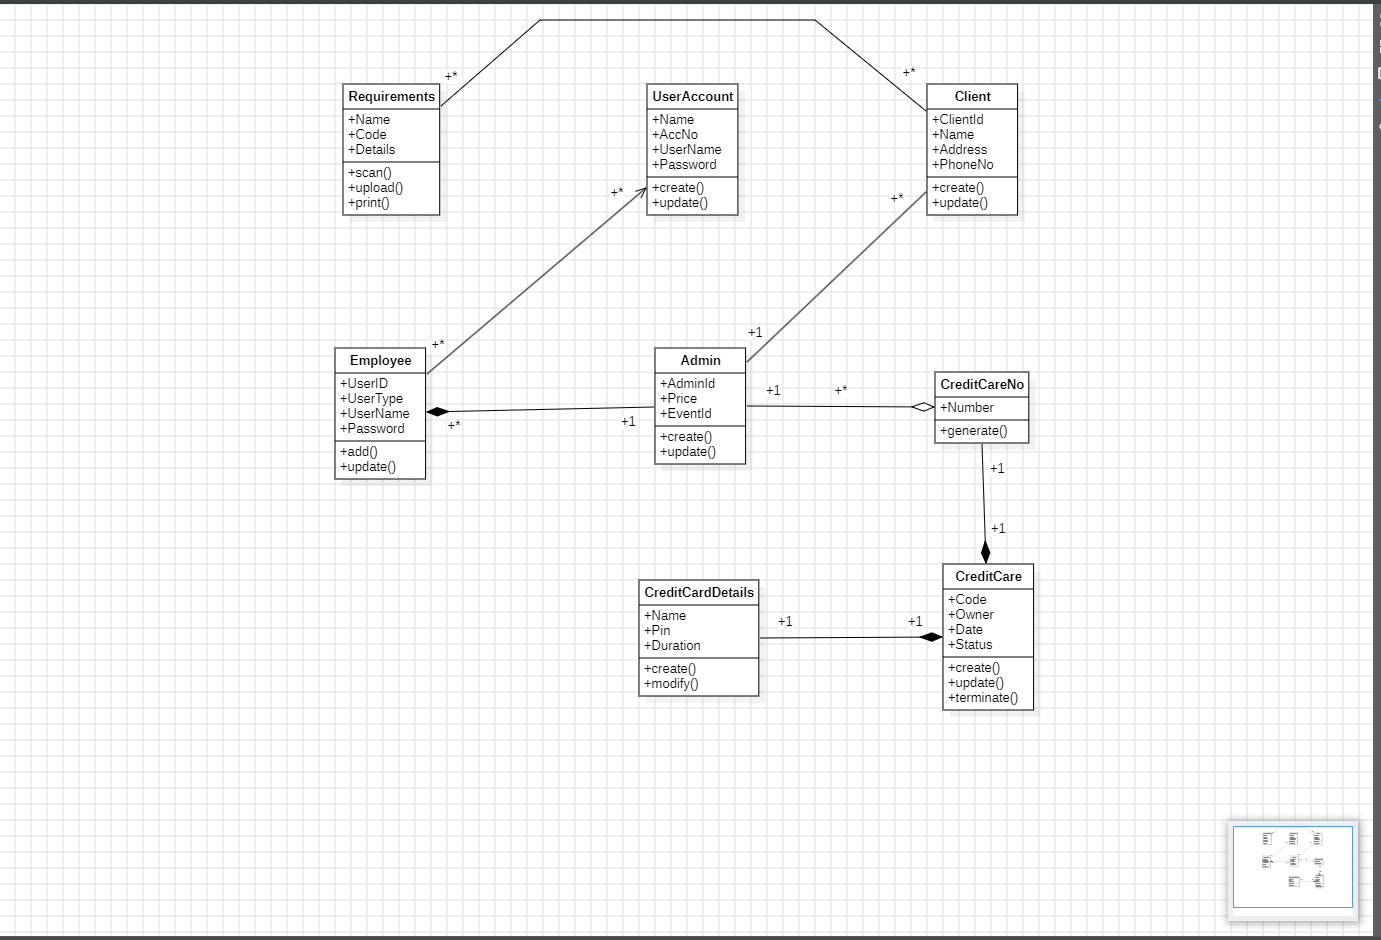 +*
+*
Requirements
+Name
+Code
+Details
+scan()
+upload()
+print()
UserAccount
+Name
+AccNo
+UserName
+Password
+create()
+update()
Client
+ClientId
+Name
+Address
+PhoneNo
+create()
+update()
+*
+*
+*
+1
Employee
+UserID
+UserType
+UserName
+Password
+add()
+update()
+*
+1
Admin
+AdminId
+Price
+EventId
+create()
+update()
+1
+*
CreditCareNo
+Number
+generate()
+1
+1
CreditCardDetails
+Name
+Pin
+Duration
+create()
+modify()
+1
+1
CreditCare
+Code
+Owner
+Date
+Status
+create()
+update()
+terminate()